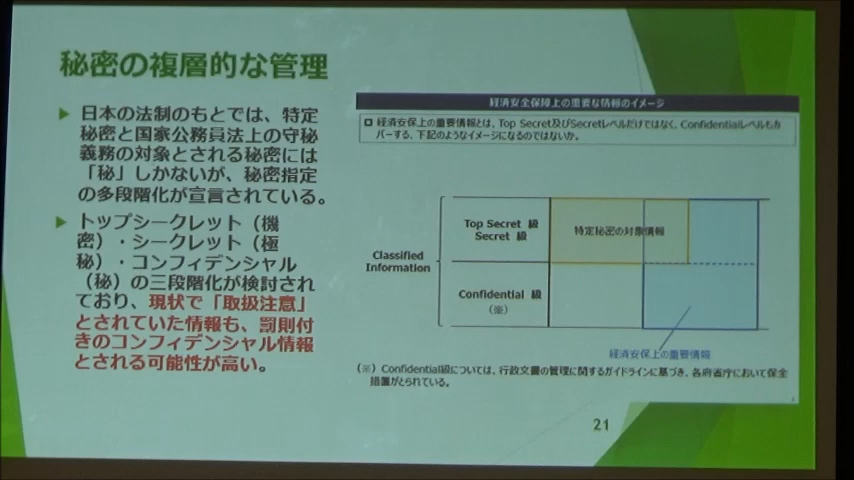 秘密の複層的な管理
日本の法制のもとでは、特定
秘密と国家公務員法上の守秘
義務の対象とされる秘密には
「秘」しかないが、秘密指定
の多段階化が宣言されている。
トップシークレット（機
密）・シークレット（極
秘）・コンフィデンシャル
（秘）の三段階化が検討され
ており、現状で「取扱注意」
とされていた情報も、罰則付
きのコンフィデンシャル情報
とされる可能性が高い。
経済安全保障上の重要な情報のイメージ
経済安保上の重要情報とは、Top Secret及びSecretレベルだけではなく、Confidentialレベルもカ
バーする、下記のようなイメージになるのではないか。
Classified
Information
Top Secret 級
Secret 級
特定秘密の対象情報
Confidential 級
（※）
経済安保上の重要情報
（※）Confidential級については、行政文書の管理に関するガイドラインに基づき、各府省庁において保全
措置がとられている。
21